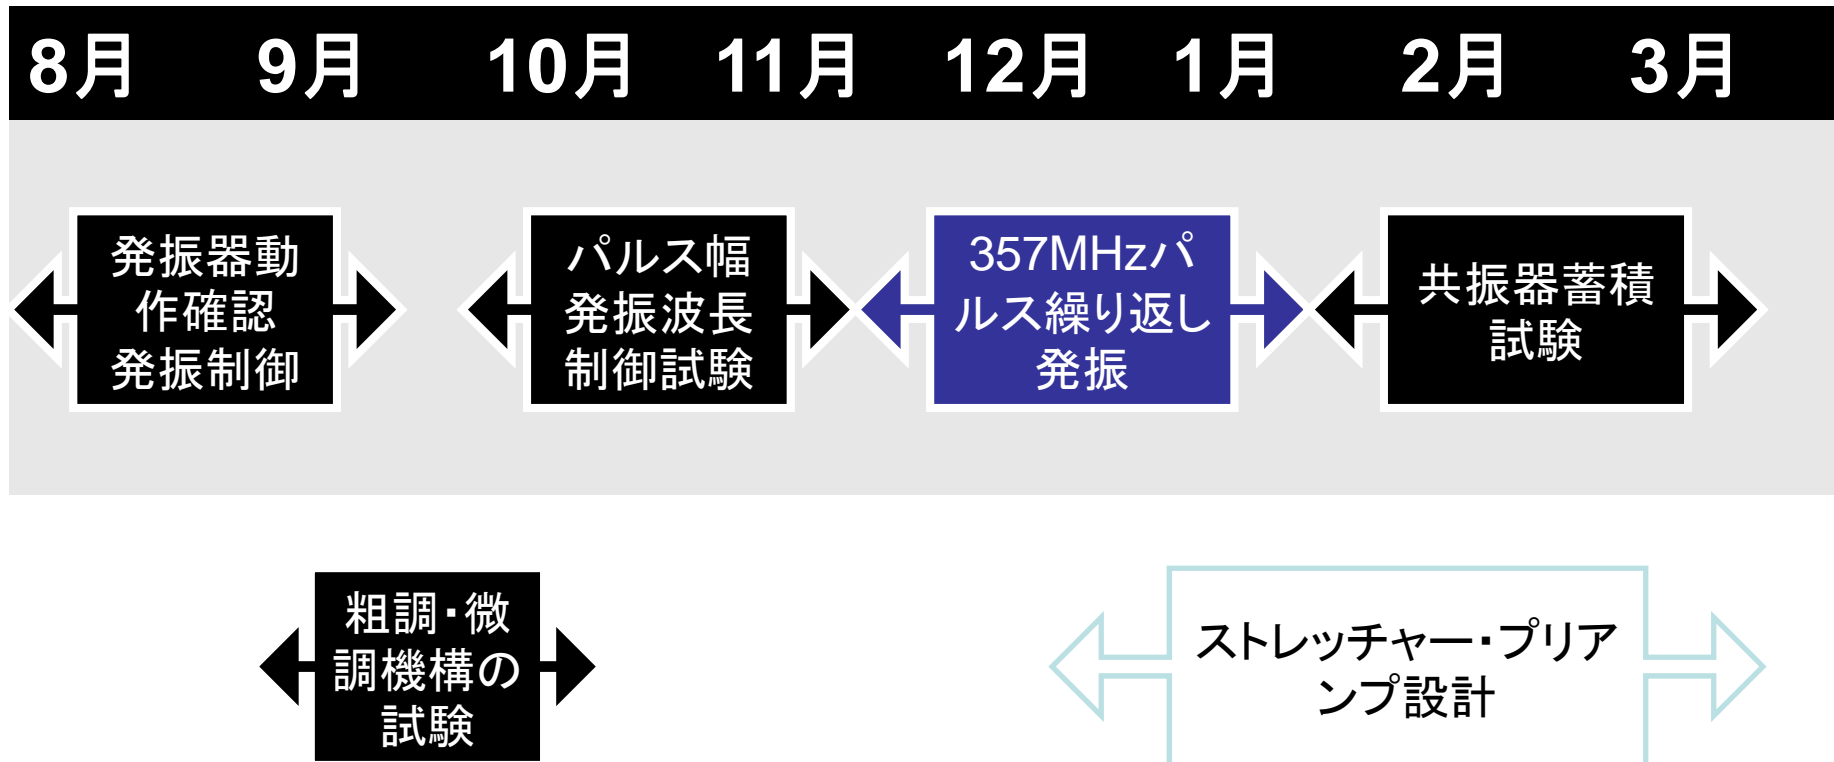 8月 9月 10月 11月 12月 1月 2月 3月
発振器動
作確認
発振制御
パルス幅
発振波長
制御試験
357MHzパ
ルス繰り返し
発振
共振器蓄積
試験
粗調・微
調機構の
試験
ストレッチャー・プリア
ンプ設計